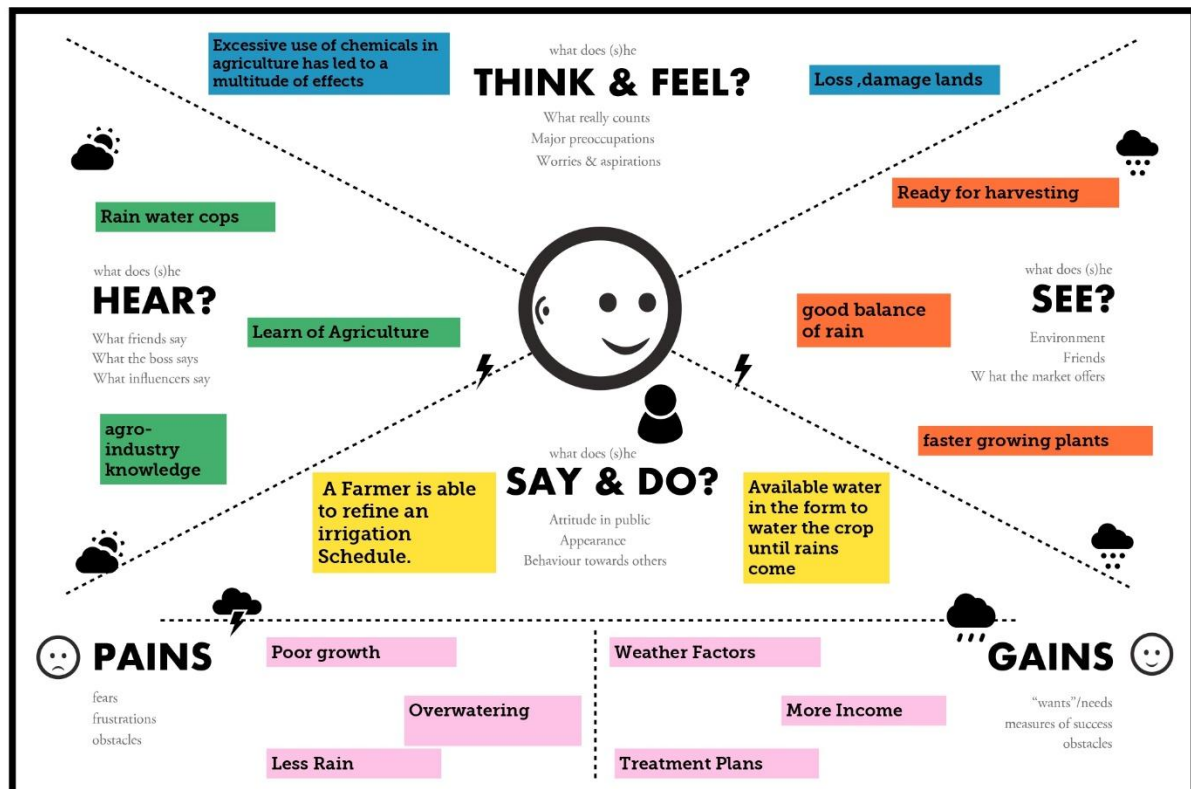 Excessive use of chemicals in
agriculture has led to a
multitude of effects
what does (s)he
THINK & FEEL?
What really counts
Major preoccupations
Worries & aspirations
Loss ,damage lands
Rain water cops
what does (s)he
HEAR?
What friends say
What the boss says
What influencers say
Learn of Agriculture
agro-
industry
knowledge
Ready for harvesting
what does (s)he
SEE?
Environment
Friends
W hat the market offers
good balance
of rain
faster growing plants
A Farmer is able
to refine an
irrigation
Schedule.
what does (s)he
SAY & DO?
Attitude in public
Appearance
Behaviour towards others
Available water
in the form to
water the crop
until rains
come
PAINS
fears
frustrations
obstacles
Poor growth
Overwatering
Less Rain
Weather Factors
More Income
Treatment Plans
GAINS
“wants”/needs
measures of success
obstacles